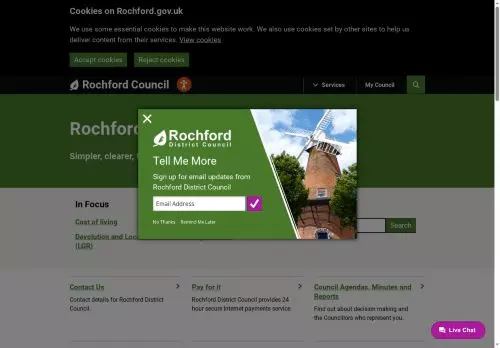 Cookies on Rochford.gov.uk
We use some essential cookies to make this website work. We also use cookies set by other sites to help us
deliver content from their services. View cookies
Accept cookies
Reject cookies
Rochford Council
Services
My Council
Rochford
Simpler, clearer,
Rochford
District Council
Tell Me More
Sign up for email updates from
Rochford District Council
Email Address
No Thanks
Remind Me Later
In Focus
Cost of living
Devolution and
(LGR)
Search
Contact Us
Contact details for Rochford District
Council.
Pay for it
Rochford District Council provides 24
hour secure Internet payments service.
Council Agendas, Minutes and
Reports
Find out about decision making and
the Councillors who represent you.
Live Chat